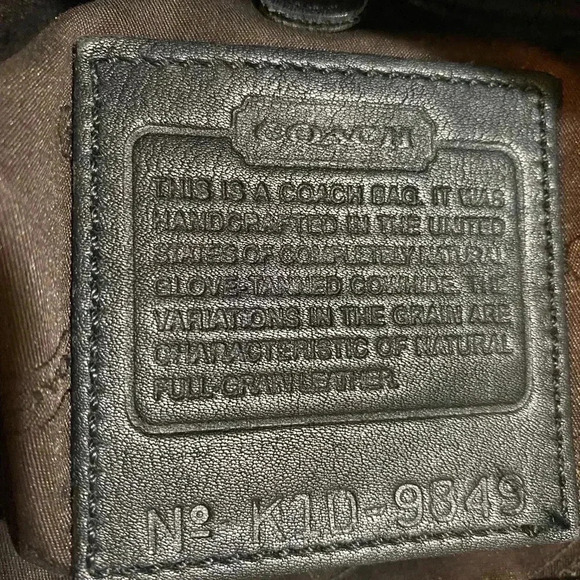 COACH
THIS IS A COACH BAG. IT WAS
HANDCRAFTED IN THE UNITED
STATES OF COMPLETELY NATURAL
GLOVE-TANNED COWHIDE. THE
VARIATIONS IN THE GRAIN ARE
CHARACTERISTIC OF NATURAL
FULL-GRAIN LEATHER.
Nº K1D-9849